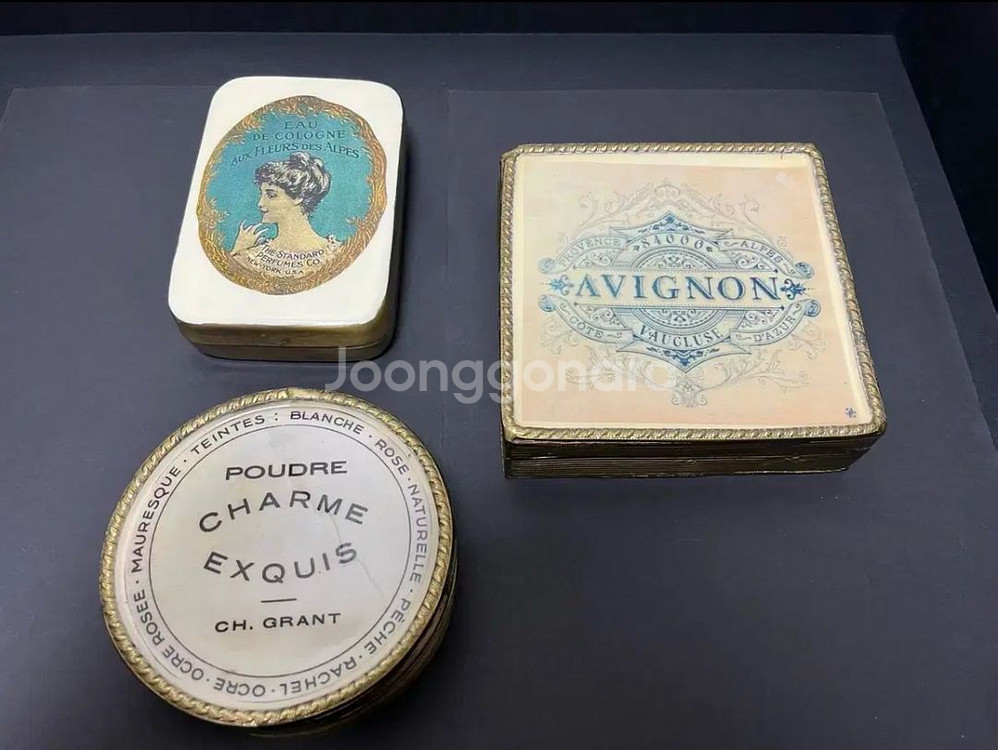 EAU
DE COLOGNE
AUX FLEURS DES ALPES
THE STANDARD
PERFUMES CO.
NEW YORK, U.S.A.
84000
PROVENCE ALPES
AVIGNON
CÔTE D'AZUR
VAUCLUSE
Joonggonara
TEINTES : BLANCHE · ROSE · NATURELLE · PÊCHE · RACHEL · OCRE · OCRE ROSÉE · MAURESQUE ·
POUDRE
CHARME
EXQUIS
CH. GRANT